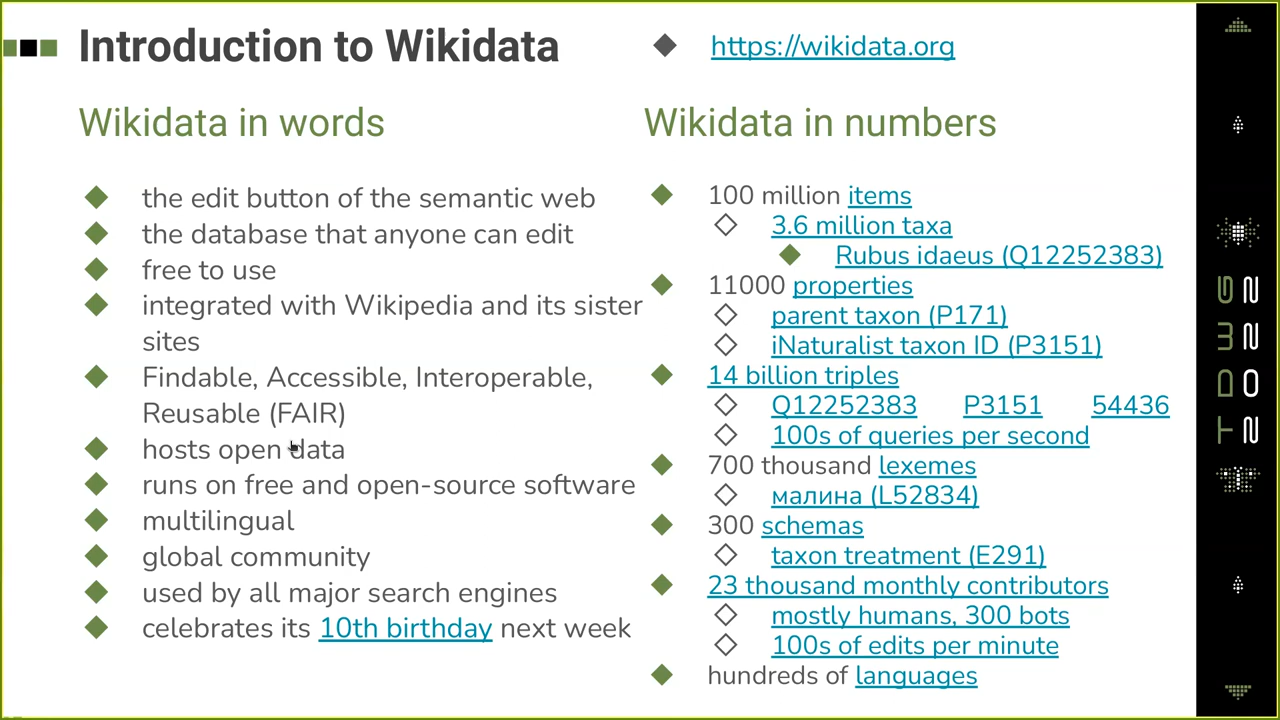 Introduction to Wikidata
https://wikidata.org
Wikidata in words
the edit button of the semantic web
the database that anyone can edit
free to use
integrated with Wikipedia and its sister
sites
Findable, Accessible, Interoperable,
Reusable (FAIR)
hosts open data
runs on free and open-source software
multilingual
global community
used by all major search engines
celebrates its 10th birthday next week
Wikidata in numbers
100 million items
3.6 million taxa
Rubus idaeus (Q12252383)
11000 properties
parent taxon (P171)
iNaturalist taxon ID (P3151)
14 billion triples
Q12252383 P3151 54436
100s of queries per second
700 thousand lexemes
малина (L52834)
300 schemas
taxon treatment (E291)
23 thousand monthly contributors
mostly humans, 300 bots
100s of edits per minute
hundreds of languages
TDWG
2022